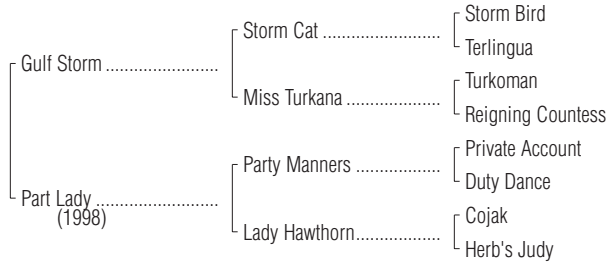 Storm Bird
Storm Cat ........................
Terlingua
Gulf Storm .......................
Turkoman
Miss Turkana ...................
Reigning Countess
Private Account
Party Manners .................
Duty Dance
Part Lady .........................
(1998)
Cojak
Lady Hawthorn.................
Herb's Judy